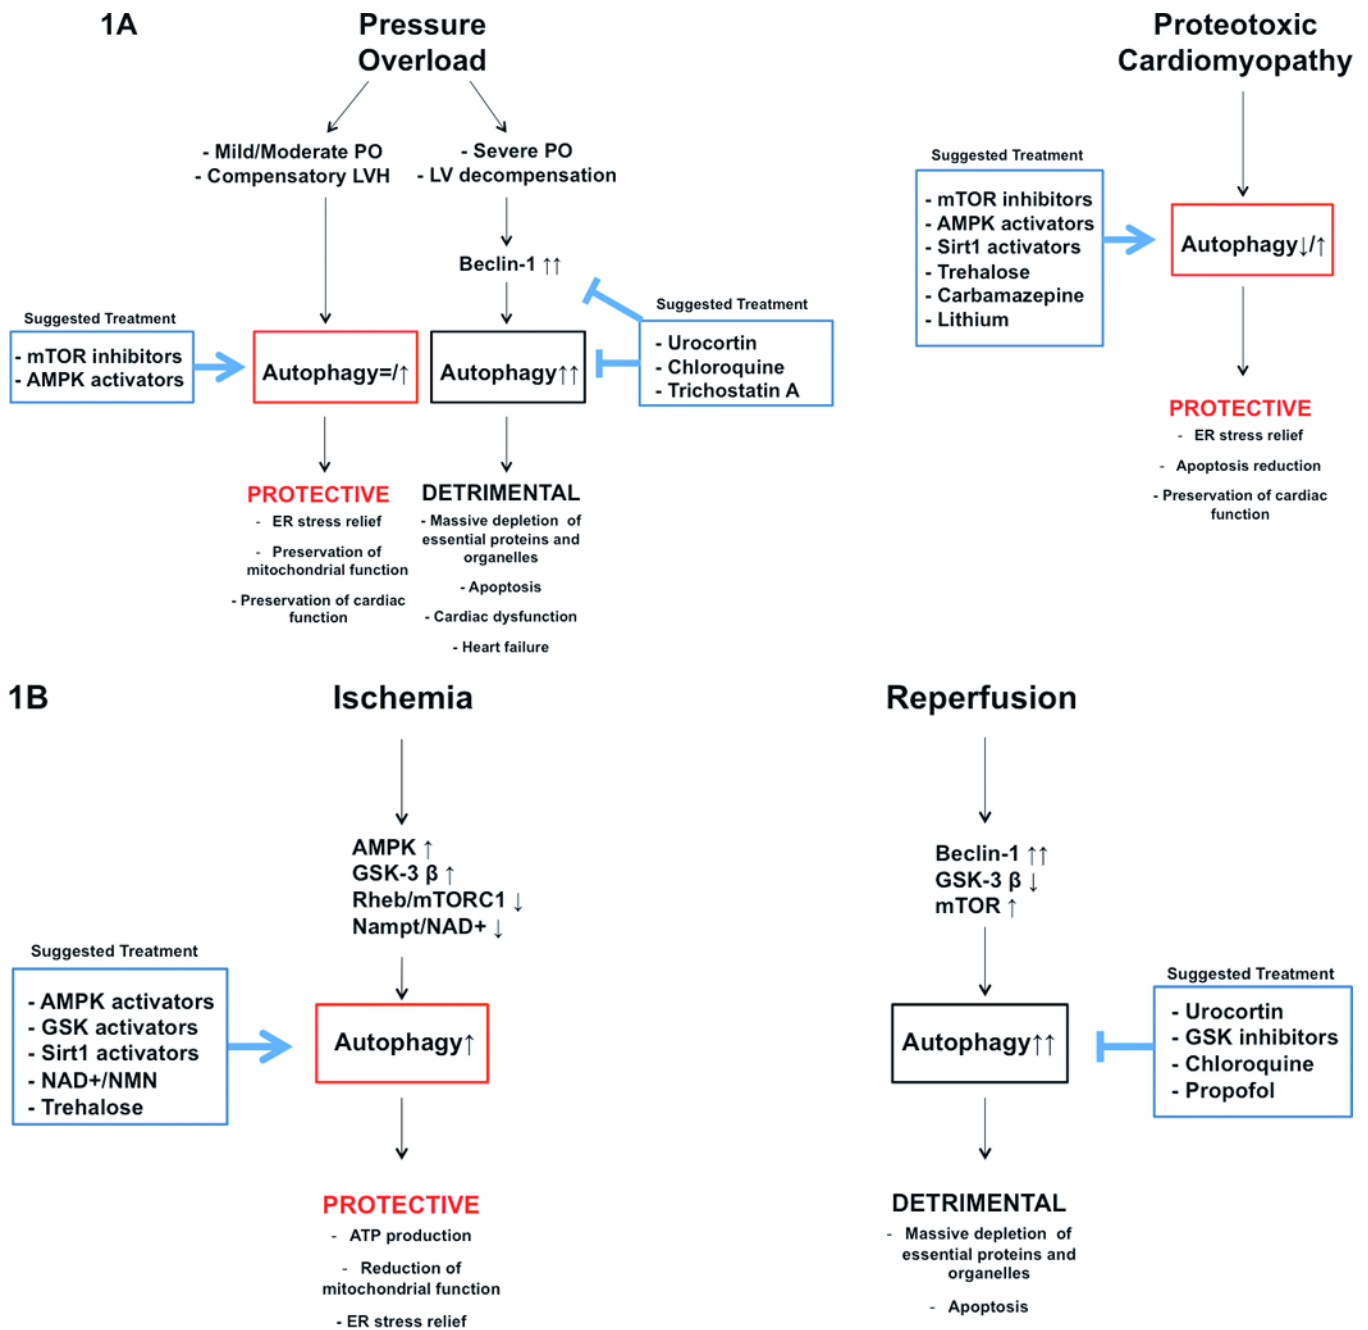 1A
Pressure
Overload
- Mild/Moderate PO
- Compensatory LVH
- Severe PO
- LV decompensation
Beclin-1 ↑↑
Suggested Treatment
- mTOR inhibitors
- AMPK activators
Autophagy=/↑
Autophagy↑↑
Suggested Treatment
- Urocortin
- Chloroquine
- Trichostatin A
PROTECTIVE
- ER stress relief
- Preservation of
mitochondrial function
- Preservation of cardiac
function
DETRIMENTAL
- Massive depletion of
essential proteins and
organelles
- Apoptosis
- Cardiac dysfunction
- Heart failure
Proteotoxic
Cardiomyopathy
Suggested Treatment
- mTOR inhibitors
- AMPK activators
- Sirt1 activators
- Trehalose
- Carbamazepine
- Lithium
Autophagy↓/↑
PROTECTIVE
- ER stress relief
- Apoptosis reduction
- Preservation of cardiac
function
1B
Ischemia
AMPK ↑
GSK-3 β ↑
Rheb/mTORC1 ↓
Nampt/NAD+ ↓
Suggested Treatment
- AMPK activators
- GSK activators
- Sirt1 activators
- NAD+/NMN
- Trehalose
Autophagy↑
PROTECTIVE
- ATP production
- Reduction of
mitochondrial function
- ER stress relief
Reperfusion
Beclin-1 ↑↑
GSK-3 β ↓
mTOR ↑
Autophagy↑↑
Suggested Treatment
- Urocortin
- GSK inhibitors
- Chloroquine
- Propofol
DETRIMENTAL
- Massive depletion of
essential proteins and
organelles
- Apoptosis